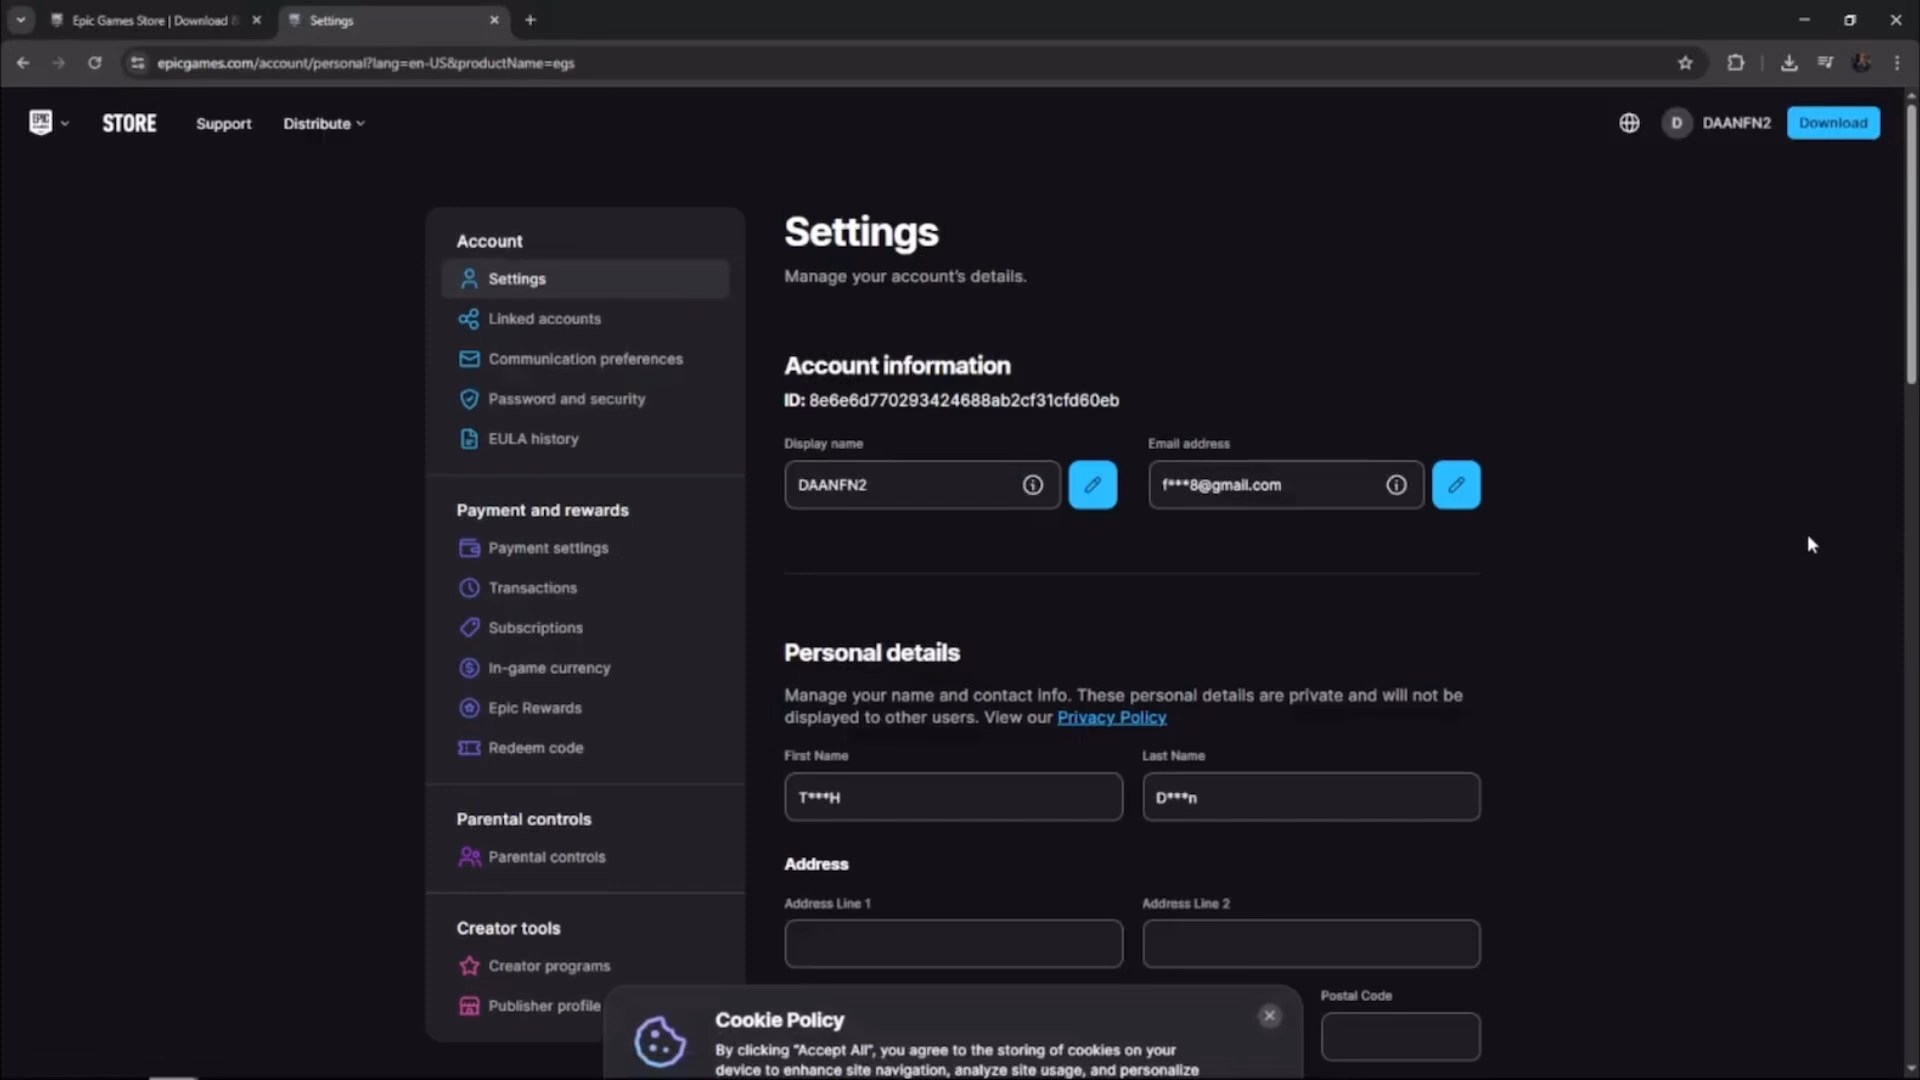 Epic Games Store | Download
Settings
epicgames.com/account/personal?lang=en-US&productName=egs
EPIC GAMES
STORE
Support
Distribute
D
DAANFN2
Download
Account
Settings
Linked accounts
Communication preferences
Password and security
EULA history
Payment and rewards
Payment settings
Transactions
Subscriptions
In-game currency
Epic Rewards
Redeem code
Parental controls
Parental controls
Creator tools
Creator programs
Publisher profile
Settings
Manage your account's details.
Account information
ID: 8e6e6d770293424688ab2cf31cfd60eb
Display name
Email address
DAANFN2
f***8@gmail.com
Personal details
Manage your name and contact info. These personal details are private and will not be
displayed to other users. View our Privacy Policy
First Name
Last Name
T***H
D***n
Address
Address Line 1
Address Line 2
Postal Code
Cookie Policy
By clicking "Accept All", you agree to the storing of cookies on your
device to enhance site navigation, analyze site usage, and personalize